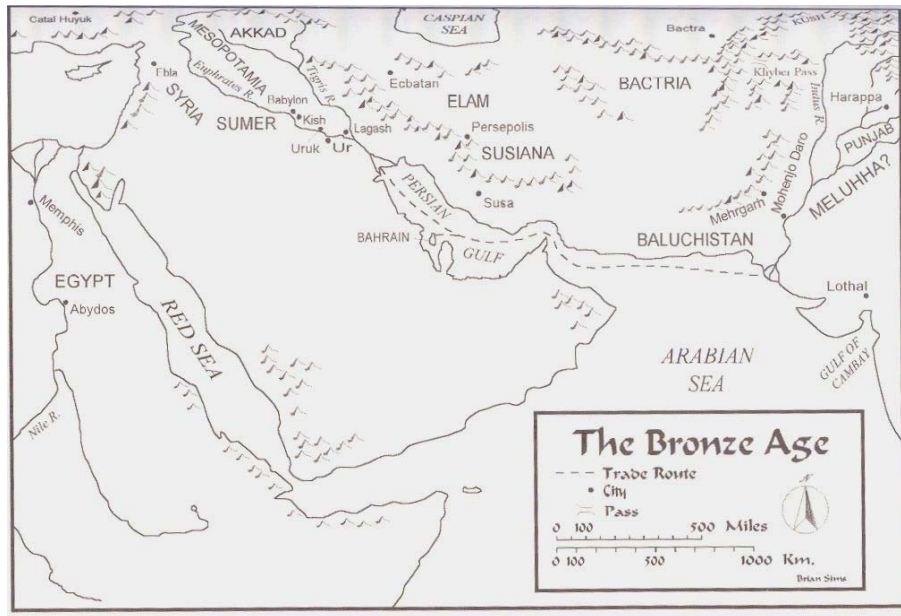 Catal Huyuk
CASPIAN
SEA
Bactra
KUSH
AKKAD
MESOPOTAMIA
Ebla
Euphrates R.
Tigris R.
Ecbatan
BACTRIA
Khyber Pass
Indus R.
SYRIA
Babylon
ELAM
Harappa
SUMER
Kish
Lagash
Persepolis
PUNJAB
Uruk
Ur
SUSIANA
Mohenjo Daro
MELUHHA?
Memphis
PERSIAN
Susa
Mehrgarh
BAHRAIN
GULF
BALUCHISTAN
EGYPT
Lothal
Abydos
RED SEA
ARABIAN
SEA
GULF OF
CAMBAY
Nile R.
The Bronze Age
Trade Route
City
Pass
0 100 500 Miles
0 100 500 1000 Km.
Brian Sims